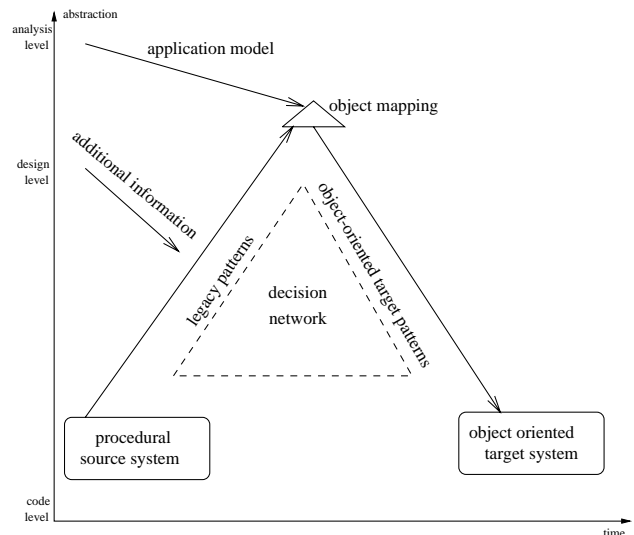 abstraction
analysis
level
application model
object mapping
additional information
design
level
legacy patterns
object-oriented target patterns
decision
network
procedural
source system
object oriented
target system
code
level
time